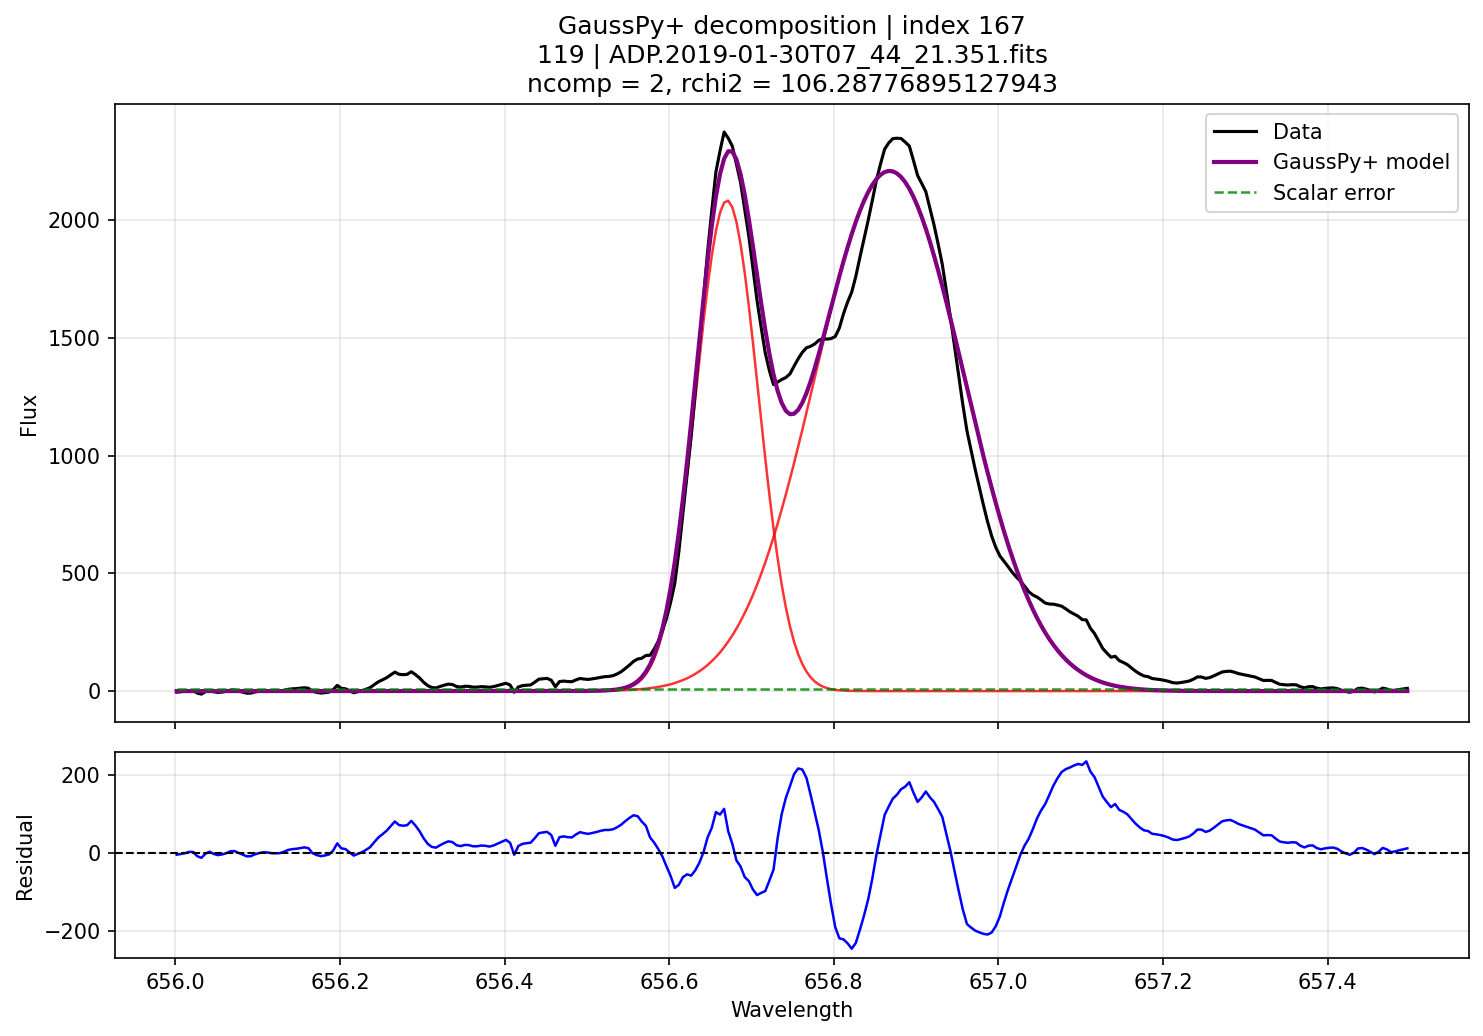 GaussPy+ decomposition | index 167
119 | ADP.2019-01-30T07_44_21.351.fits
ncomp = 2, rchi2 = 106.28776895127943
Data
GaussPy+ model
Scalar error
Flux
2000
1500
1000
500
0
Residual
200
0
−200
656.0 656.2 656.4 656.6 656.8 657.0 657.2 657.4
Wavelength